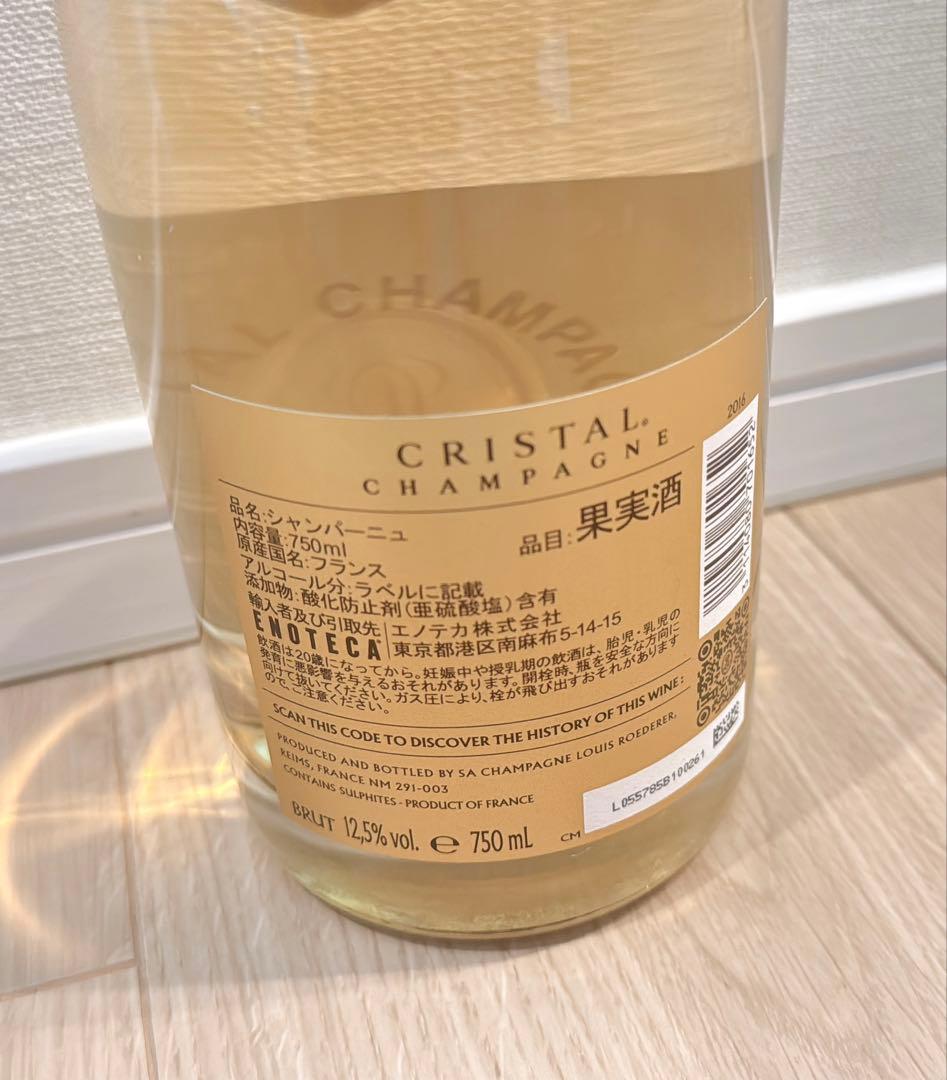 AL CHAMPAG
CRISTAL®
CHAMPAGNE
2016
品名:シャンパーニュ
品目:果実酒
内容量:750ml
原産国名:フランス
アルコール分:ラベルに記載
添加物:酸化防止剤(亜硫酸塩)含有
輸入者及び引取先
ENOTECA
エノテカ株式会社
東京都港区南麻布5-14-15
飲酒は20歳になってから。妊娠中や授乳期の飲酒は、胎児・乳児の
発育に悪影響を与えるおそれがあります。開栓時、瓶を安全な方向に
向けて抜いてください。ガス圧により、栓が飛び出すおそれがあります
ので、ご注意ください。
SCAN THIS CODE TO DISCOVER THE HISTORY OF THIS WINE:
PRODUCED AND BOTTLED BY SA CHAMPAGNE LOUIS ROEDERER,
REIMS, FRANCE NM 291-003
CONTAINS SULPHITES - PRODUCT OF FRANCE
L055785B100261
BRUT 12,5% vol. ℮ 750 mL CM